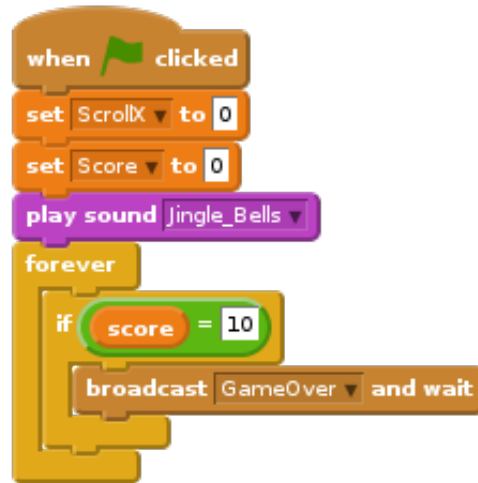 when clicked
set ScrollX to 0
set Score to 0
play sound Jingle_Bells
forever
if score = 10
broadcast GameOver and wait